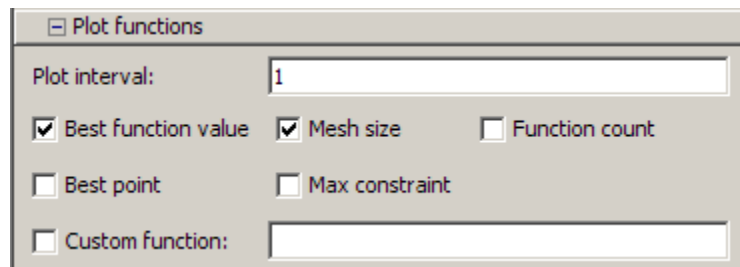 Plot functions
Plot interval: 1
Best function value Mesh size Function count
Best point Max constraint
Custom function: